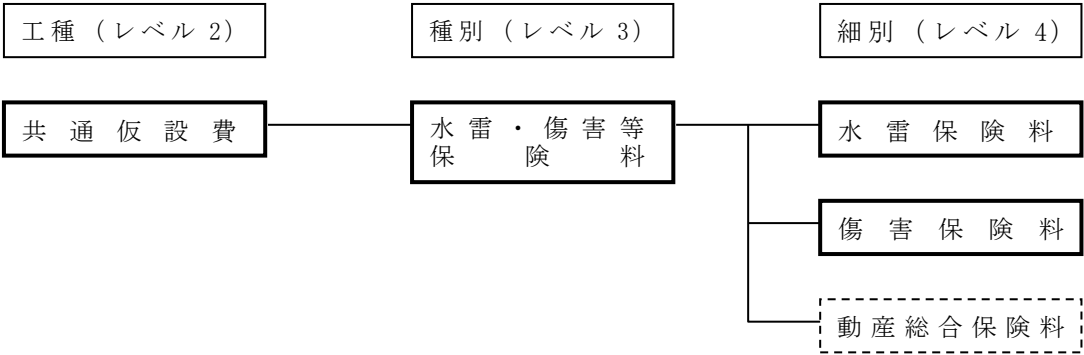 工種（レベル 2）
種別（レベル 3）
細別（レベル 4）
共通仮設費
水雷・傷害等
保険料
水雷保険料
傷害保険料
動産総合保険料